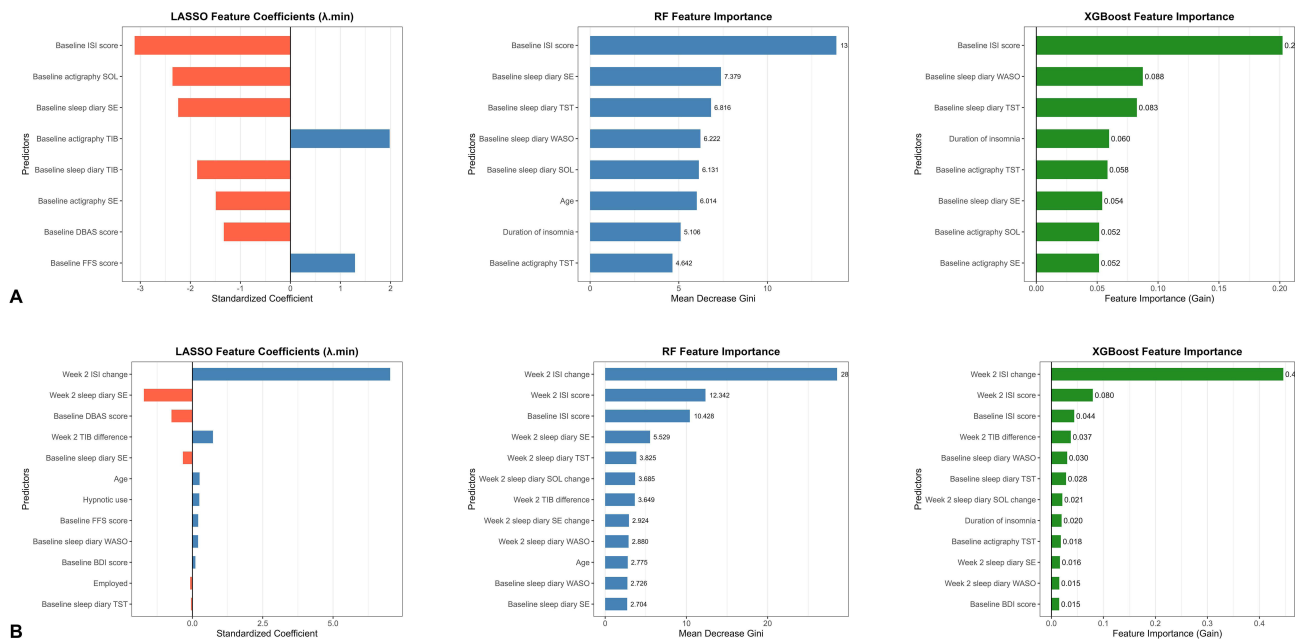 LASSO Feature Coefficients (λ.min)
Predictors
Baseline ISI score
Baseline actigraphy SOL
Baseline sleep diary SE
Baseline actigraphy TIB
Baseline sleep diary TIB
Baseline actigraphy SE
Baseline DBAS score
Baseline FFS score
-3 -2 -1 0 1 2
Standardized Coefficient
RF Feature Importance
Predictors
Baseline ISI score 13
Baseline sleep diary SE 7.379
Baseline sleep diary TST 6.816
Baseline sleep diary WASO 6.222
Baseline sleep diary SOL 6.131
Age 6.014
Duration of insomnia 5.106
Baseline actigraphy TST 4.642
0 5 10
Mean Decrease Gini
XGBoost Feature Importance
Predictors
Baseline ISI score 0.2
Baseline sleep diary WASO 0.088
Baseline sleep diary TST 0.083
Duration of insomnia 0.060
Baseline actigraphy TST 0.058
Baseline sleep diary SE 0.054
Baseline actigraphy SOL 0.052
Baseline actigraphy SE 0.052
0.00 0.05 0.10 0.15 0.20
Feature Importance (Gain)
A
LASSO Feature Coefficients (λ.min)
Predictors
Week 2 ISI change
Week 2 sleep diary SE
Baseline DBAS score
Week 2 TIB difference
Baseline sleep diary SE
Age
Hypnotic use
Baseline FFS score
Baseline sleep diary WASO
Baseline BDI score
Employed
Baseline sleep diary TST
0.0 2.5 5.0
Standardized Coefficient
RF Feature Importance
Predictors
Week 2 ISI change 28
Week 2 ISI score 12.342
Baseline ISI score 10.428
Week 2 sleep diary SE 5.529
Week 2 sleep diary TST 3.825
Week 2 sleep diary SOL change 3.685
Week 2 TIB difference 3.649
Week 2 sleep diary SE change 2.924
Week 2 sleep diary WASO 2.880
Age 2.775
Baseline sleep diary WASO 2.726
Baseline sleep diary SE 2.704
0 10 20
Mean Decrease Gini
XGBoost Feature Importance
Predictors
Week 2 ISI change 0.4
Week 2 ISI score 0.080
Baseline ISI score 0.044
Week 2 TIB difference 0.037
Baseline sleep diary WASO 0.030
Baseline sleep diary TST 0.028
Week 2 sleep diary SOL change 0.021
Duration of insomnia 0.020
Baseline actigraphy TST 0.018
Week 2 sleep diary SE 0.016
Week 2 sleep diary WASO 0.015
Baseline BDI score 0.015
0.0 0.1 0.2 0.3 0.4
Feature Importance (Gain)
B